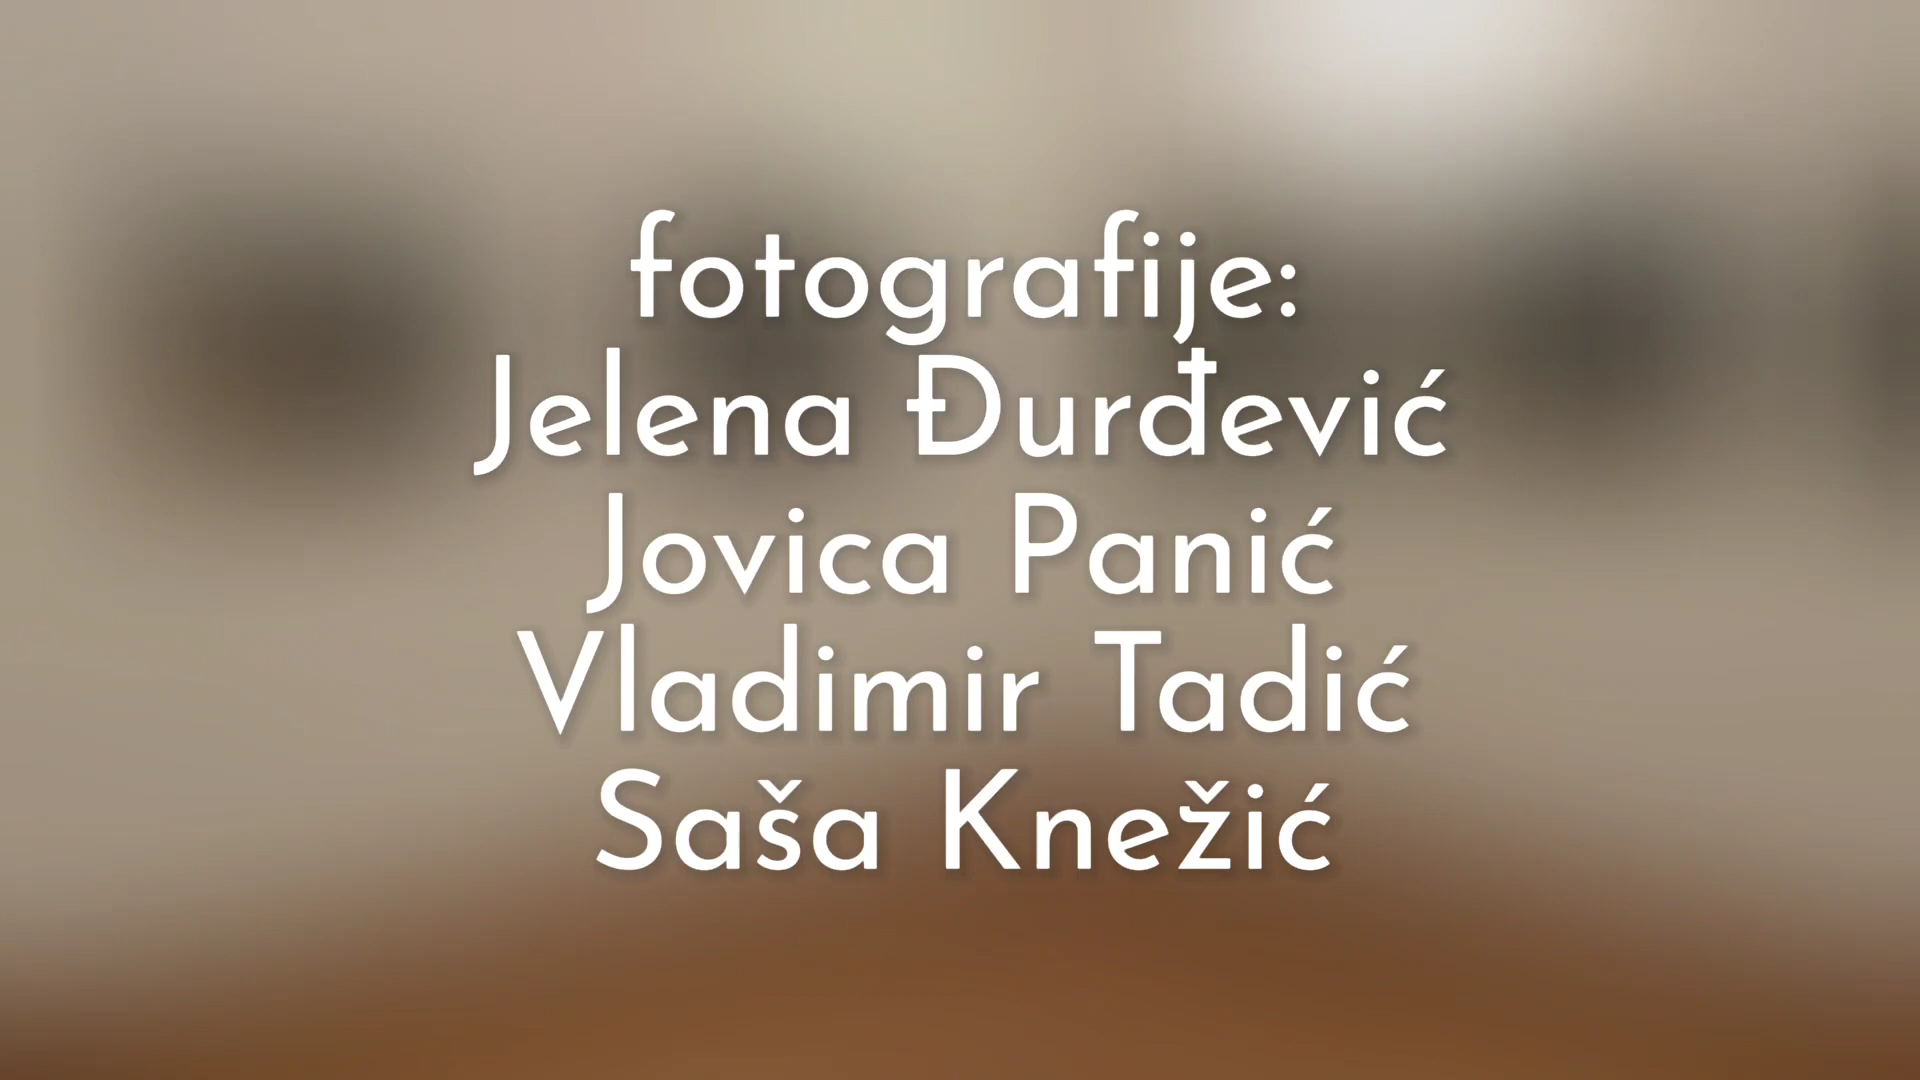 fotografije:
Jelena Đurđević
Jovica Panić
Vladimir Tadić
Saša Knežić